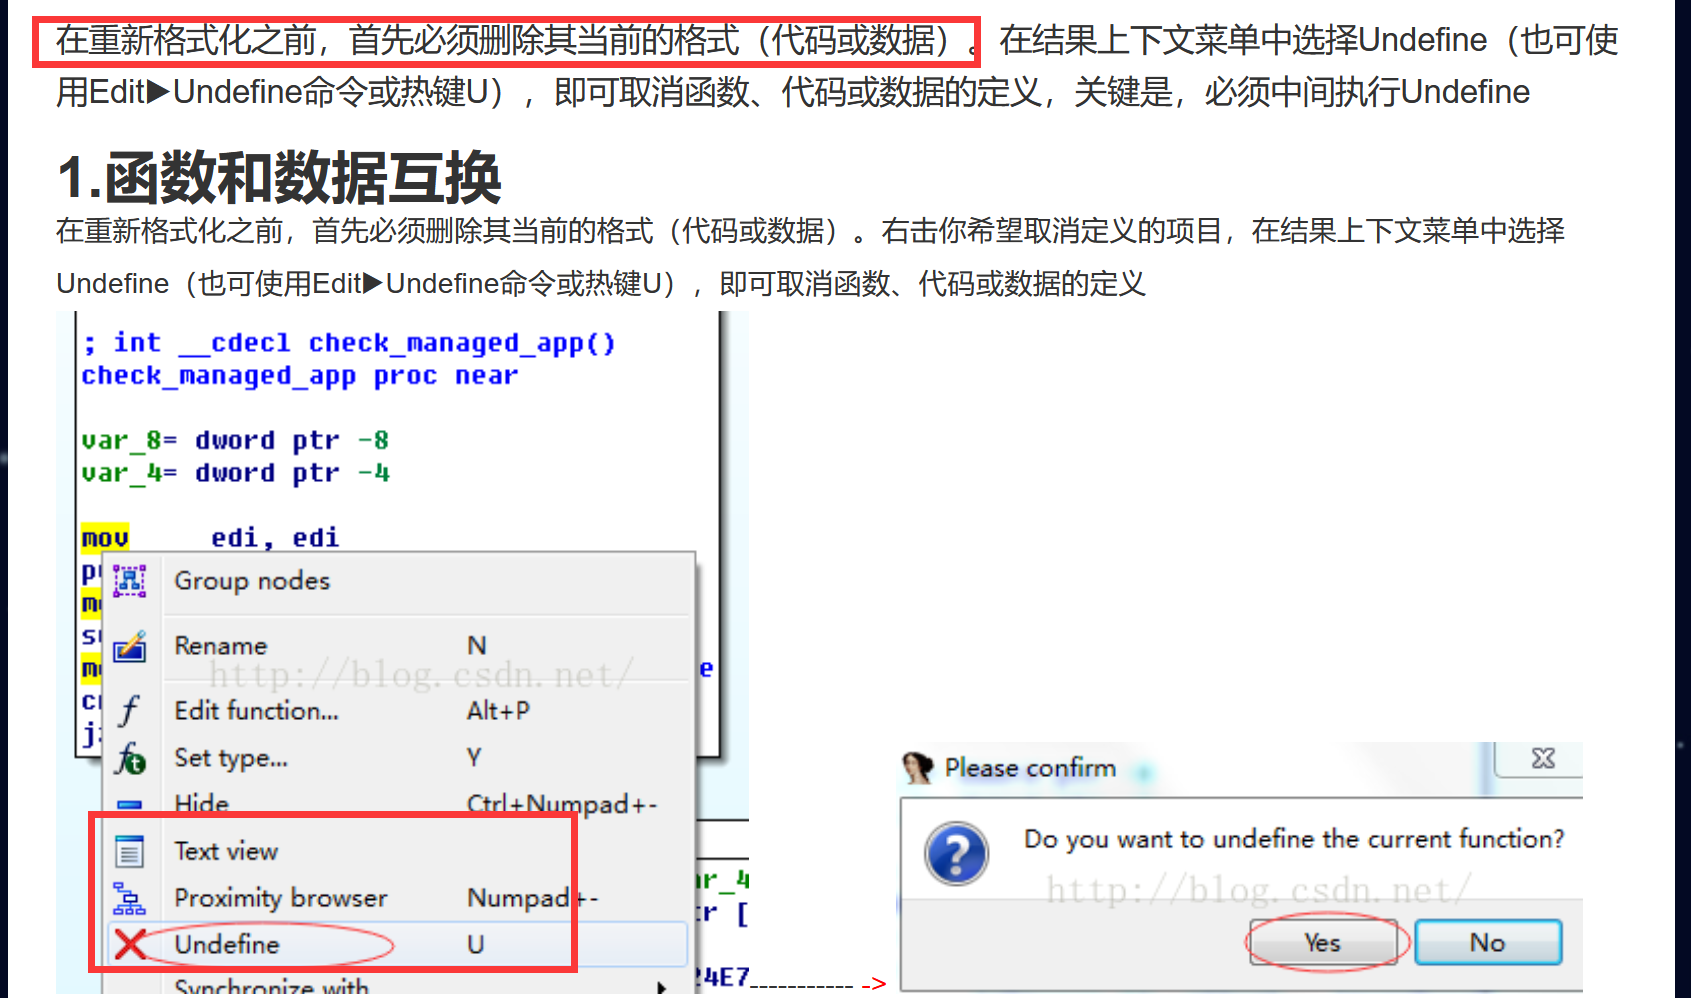 在重新格式化之前，首先必须删除其当前的格式（代码或数据）。在结果上下文菜单中选择Undefine（也可使
用Edit▶Undefine命令或热键U），即可取消函数、代码或数据的定义，关键是，必须中间执行Undefine
1.函数和数据互换
在重新格式化之前，首先必须删除其当前的格式（代码或数据）。右击你希望取消定义的项目，在结果上下文菜单中选择
Undefine（也可使用Edit▶Undefine命令或热键U），即可取消函数、代码或数据的定义
; int __cdecl check_managed_app()
check_managed_app proc near
var_8= dword ptr -8
var_4= dword ptr -4
mov edi, edi
Group nodes
Rename N
http://blog.csdn.net/
e
Edit function... Alt+P
Set type... Y
Hide Ctrl+Numpad+-
Text view
Proximity browser Numpad+-
Undefine U
Synchronize with
ar_4
tr [
24E7
------------ ->
Please confirm
Do you want to undefine the current function?
http://blog.csdn.net/
Yes No